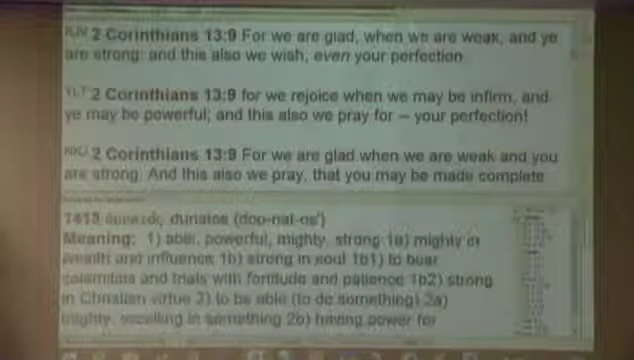 KJV 2 Corinthians 13:9 For we are glad, when we are weak, and ye
are strong: and this also we wish, even your perfection
YLT 2 Corinthians 13:9 for we rejoice when we may be infirm, and
ye may be powerful; and this also we pray for -- your perfection!
NKJ 2 Corinthians 13:9 For we are glad when we are weak and you
are strong. And this also we pray, that you may be made complete
1415 dunatos (doo-nat-os')
Meaning: 1) able, powerful, mighty, strong 1a) mighty in
wealth and influence 1b) strong in soul 1b1) to bear
calamities and trials with fortitude and patience 1b2) strong
in Christian virtue 2) to be able (to do something) 2a)
mighty, excelling in something 2b) having power for